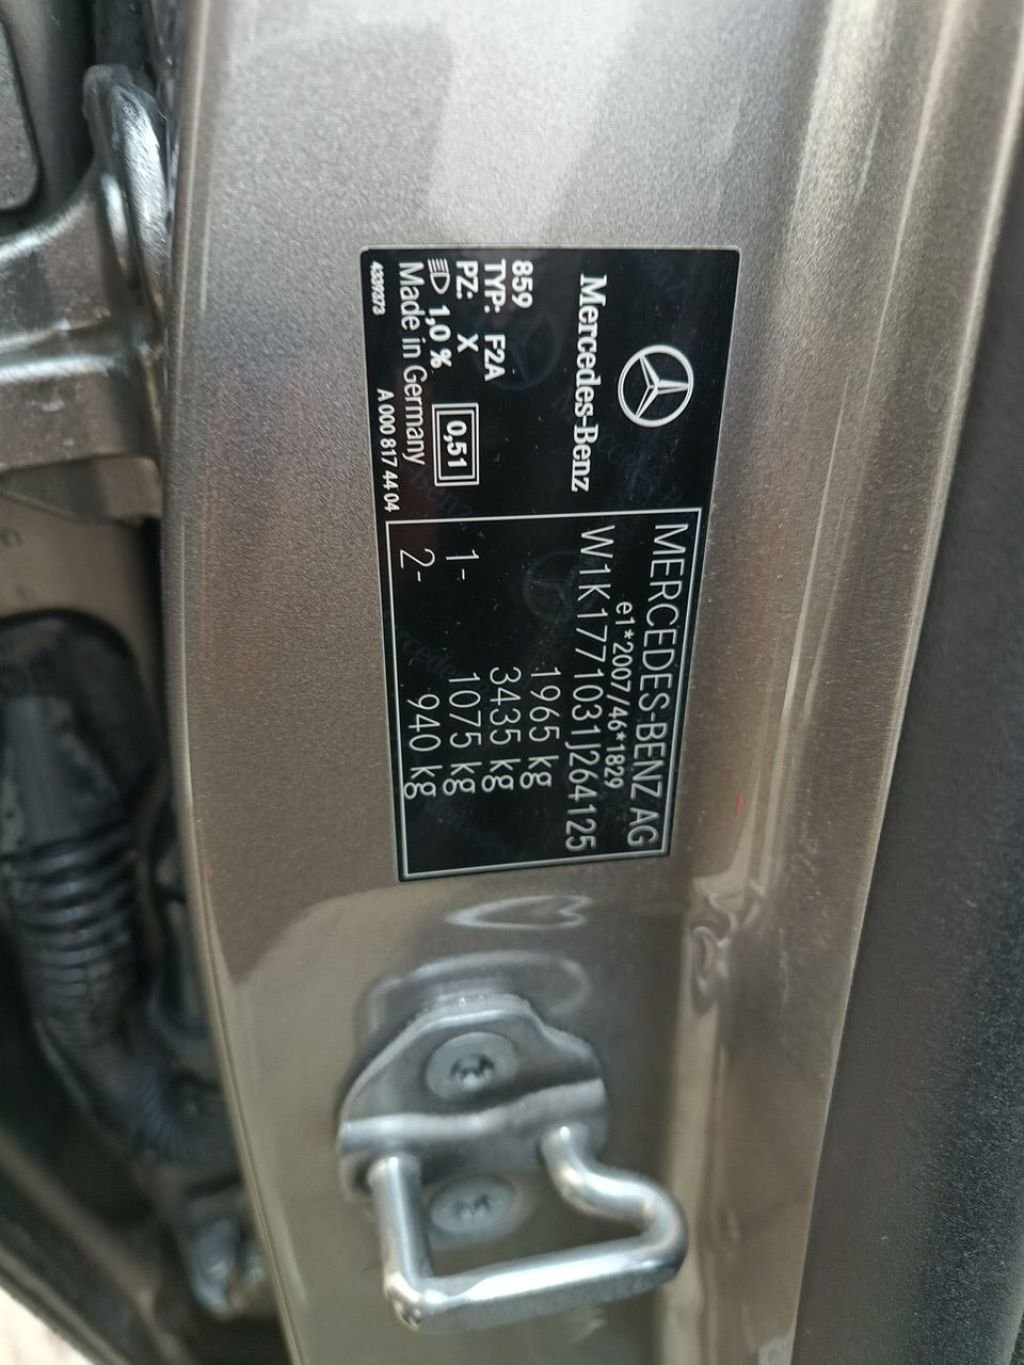 Mercedes-Benz
859
TYP: F2A
PZ: X
1,0 %
0,51
Made in Germany
4339373
A 000 817 44 04
MERCEDES-BENZ AG
e1*2007/46*1829
W1K1771031J264125
1965 kg
3435 kg
1- 1075 kg
2- 940 kg